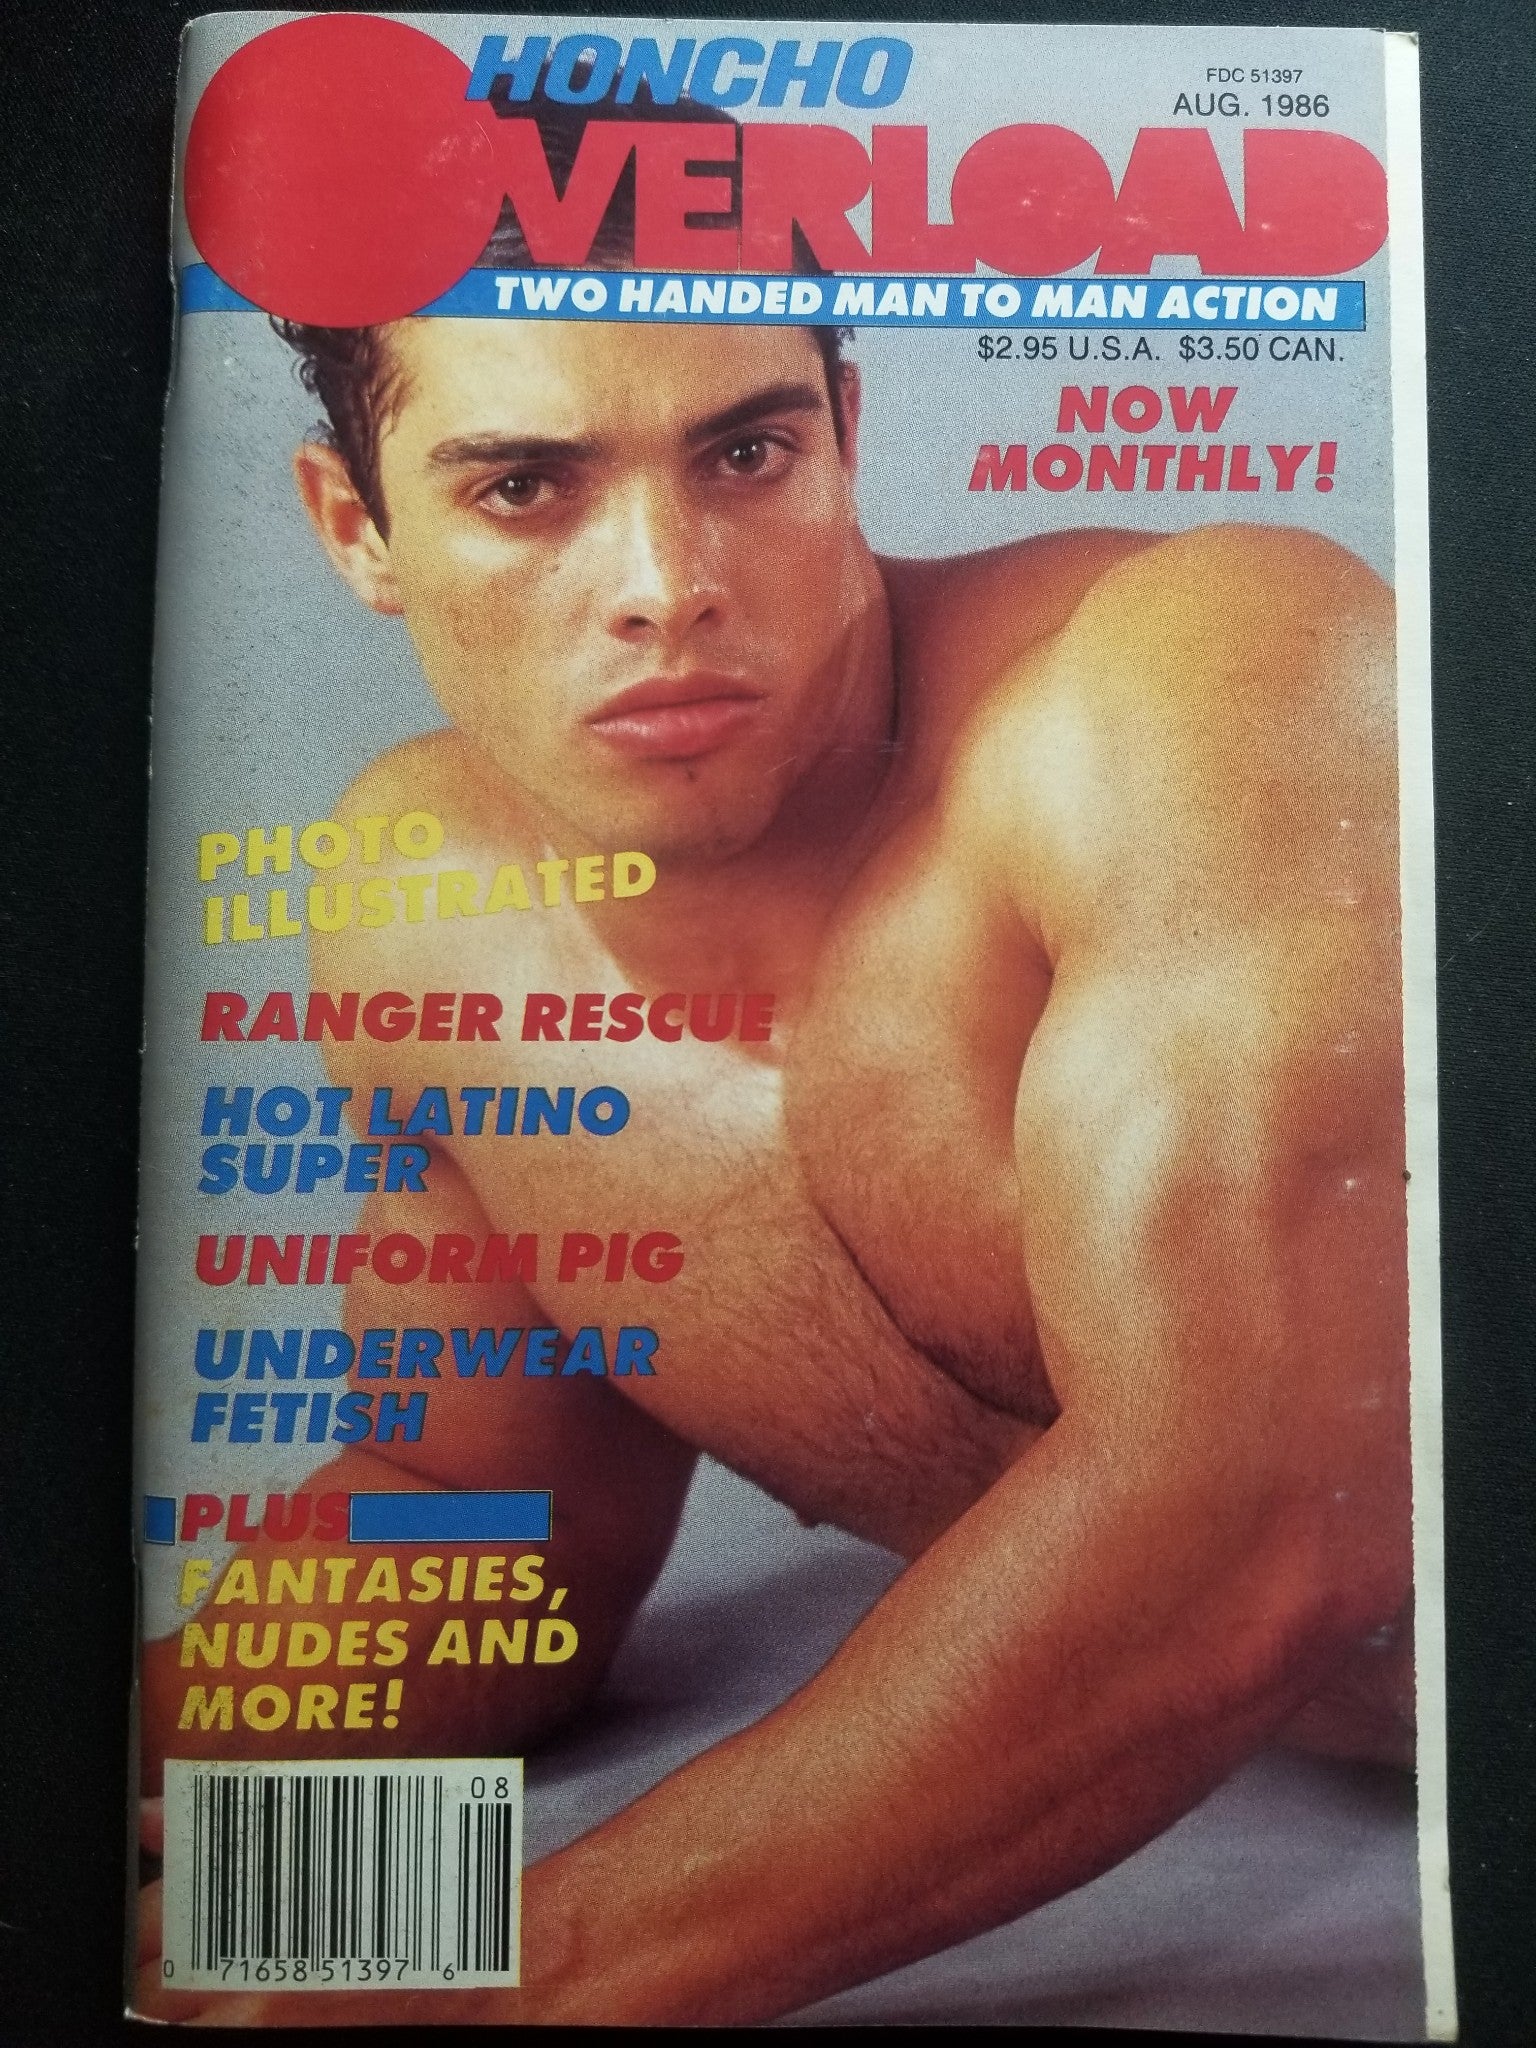 HONCHO
FDC 51397
AUG. 1986
OVERLOAD
TWO HANDED MAN TO MAN ACTION
$2.95 U.S.A. $3.50 CAN.
NOW
MONTHLY!
PHOTO
ILLUSTRATED
RANGER RESCUE
HOT LATINO
SUPER
UNIFORM PIG
UNDERWEAR
FETISH
PLUS
FANTASIES,
NUDES AND
MORE!
08
0 71658 51397 6